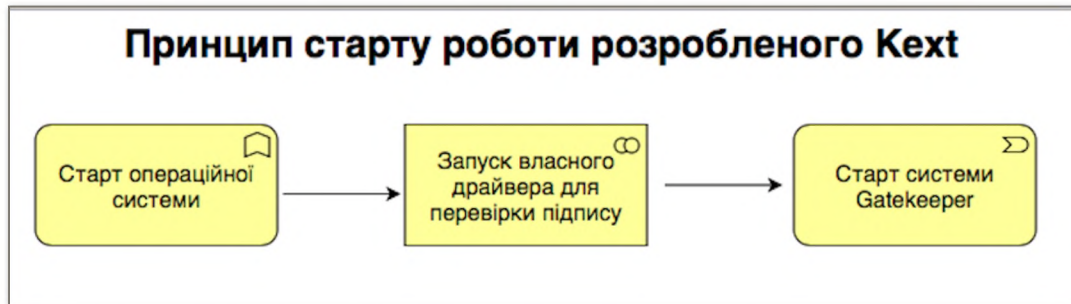 Принцип старту роботи розробленого Kext
Старт операційної
системи
Запуск власного
драйвера для
перевірки підпису
Старт системи
Gatekeeper